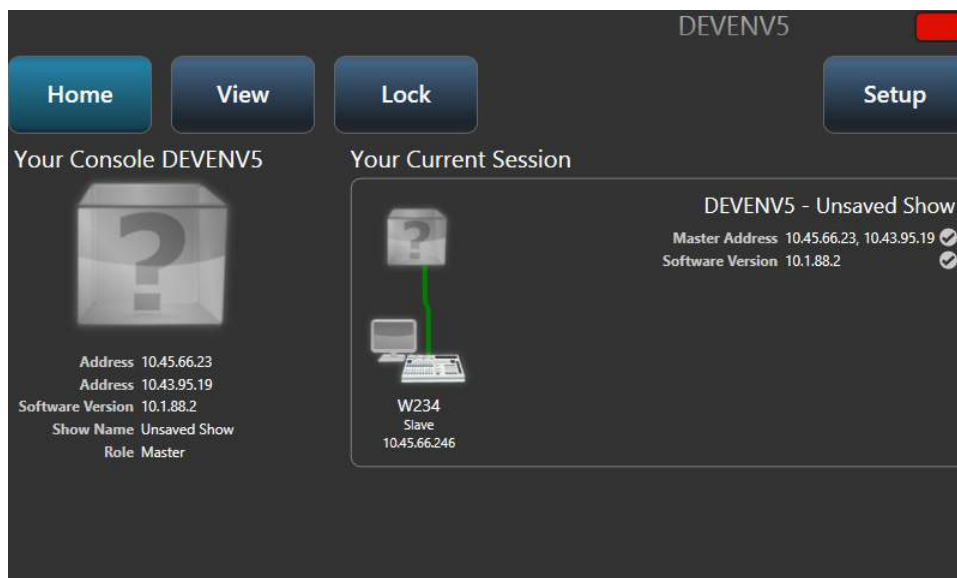 DEVENV5
Home
View
Lock
Setup
Your Console DEVENV5
?
Address 10.45.66.23
Address 10.43.95.19
Software Version 10.1.88.2
Show Name Unsaved Show
Role Master
Your Current Session
?
DEVENV5 - Unsaved Show
Master Address 10.45.66.23, 10.43.95.19
Software Version 10.1.88.2
W234
Slave
10.45.66.246